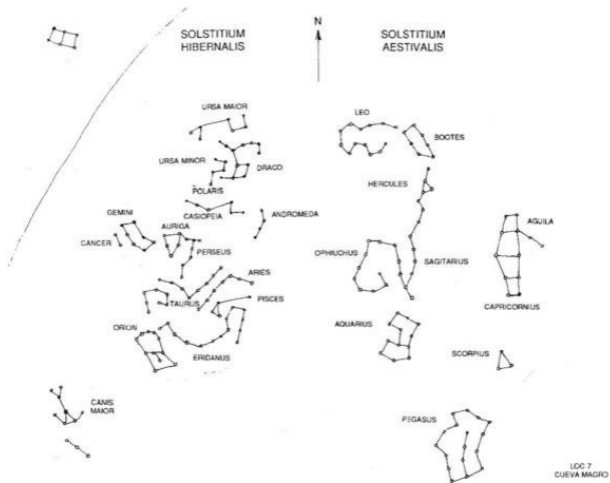 SOLSTITIUM
HIBERNALIS
N
SOLSTITIUM
AESTIVALIS
URSA MAIOR
LEO
BOOTES
URSA MINOR
DRACO
POLARIS
HERCULES
CASIOPEIA
ANDROMEDA
GEMINI
AURIGA
CANCER
PERSEUS
AGUILA
OPHIUCHUS
SAGITARIUS
ARIES
TAURUS
PISCES
CAPRICORNIUS
ORION
ERIDANUS
AQUARIUS
SCORPIUS
CANIS
MAIOR
PEGASUS
LOC 7
CUEVA MAGRO